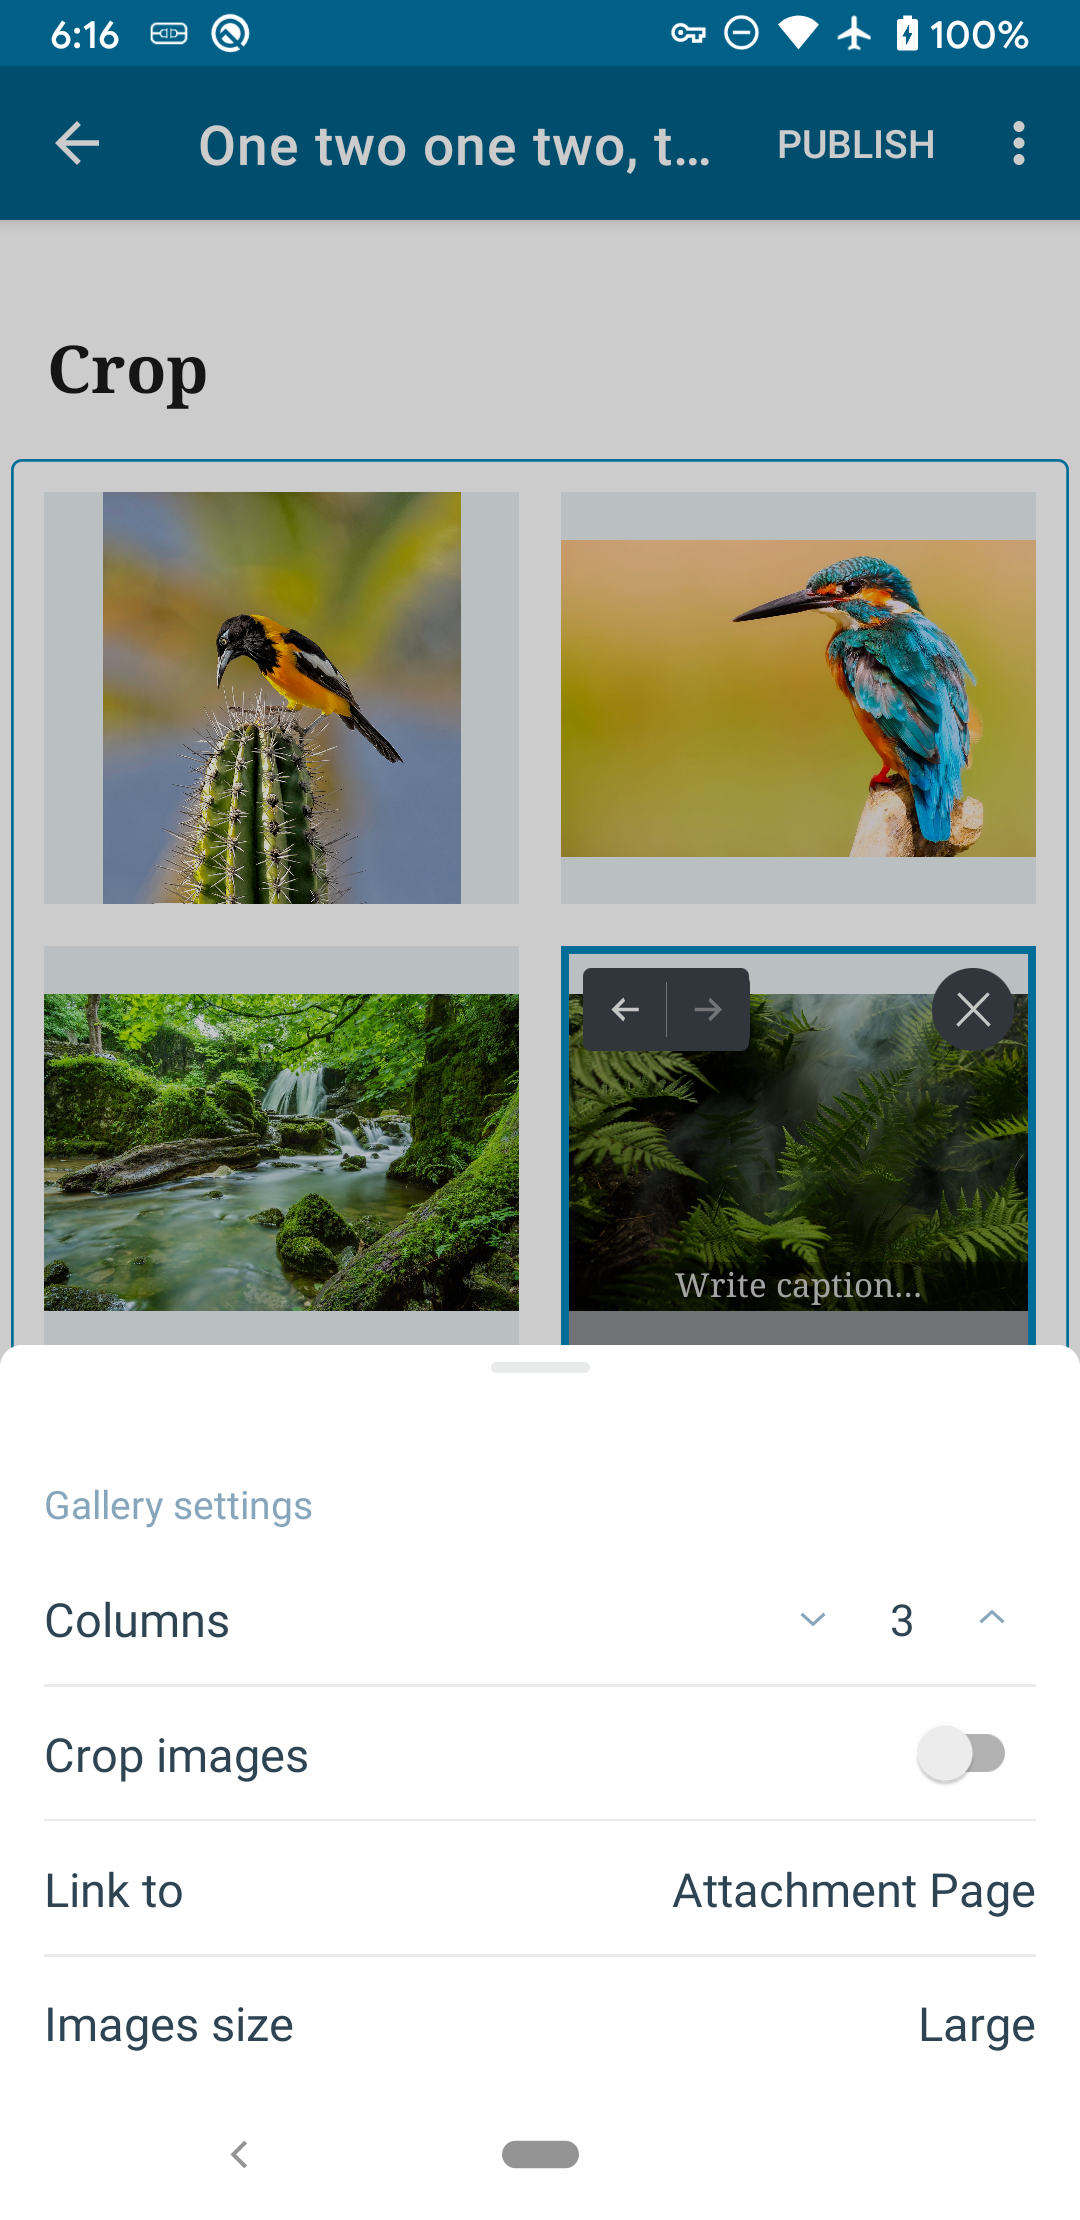 6:16
100%
One two one two, t...
PUBLISH
Crop
Write caption...
Gallery settings
Columns
3
Crop images
Link to
Attachment Page
Images size
Large